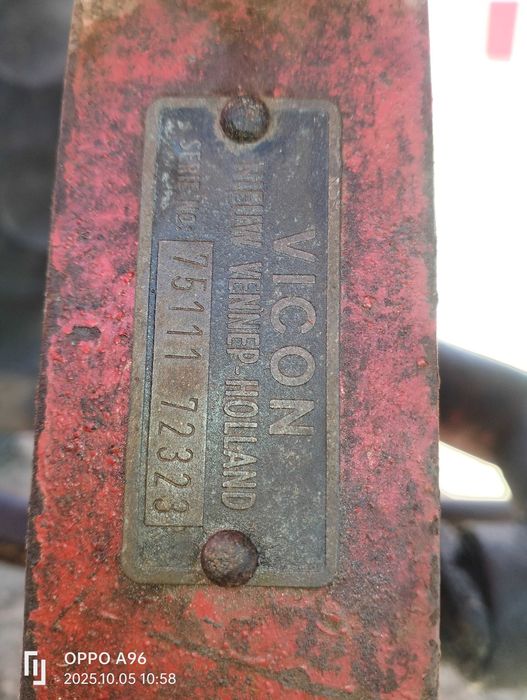 VICON
NIEUW VENNEP-HOLLAND
SERIE No. 75111 72323
OPPO A96
2025.10.05 10:58